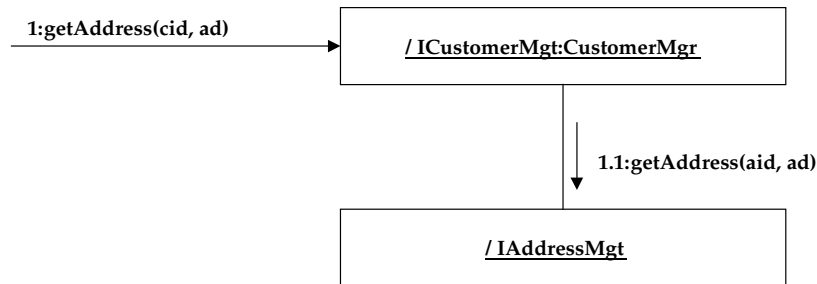 1:getAddress(cid, ad)
/ ICustomerMgt:CustomerMgr
1.1:getAddress(aid, ad)
/ IAddressMgt